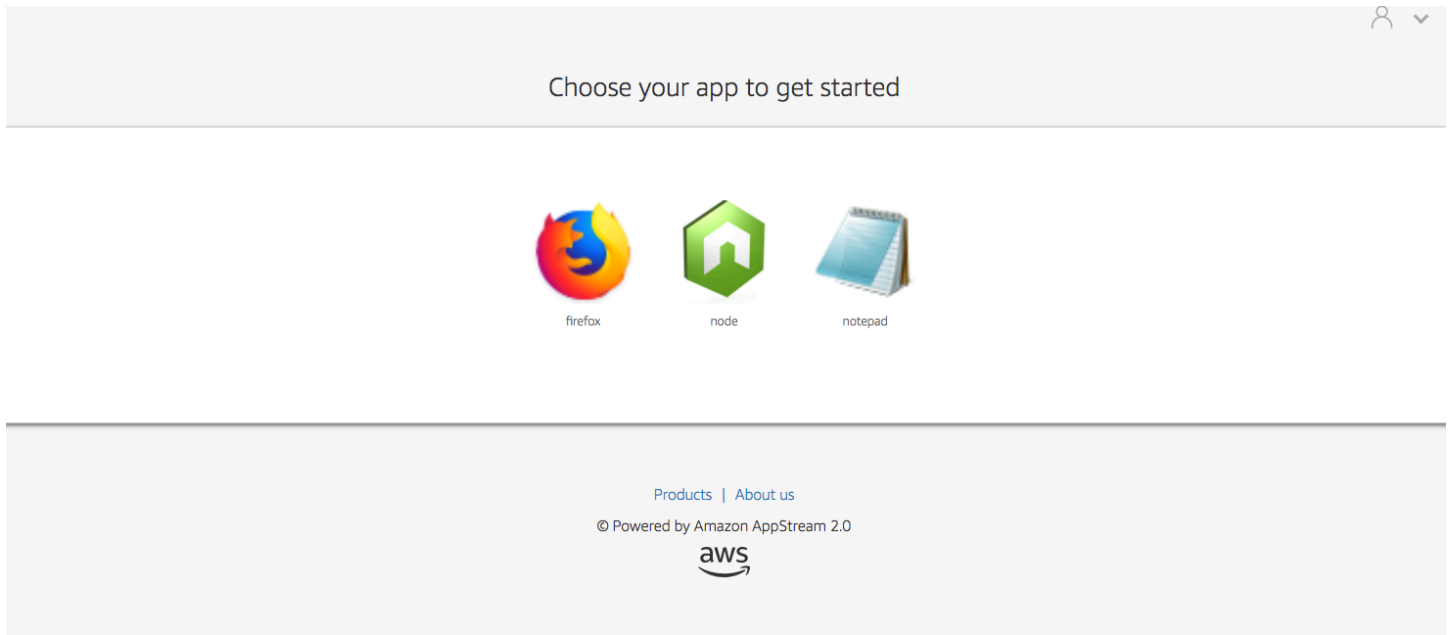 Choose your app to get started
firefox
node
notepad
Products | About us
© Powered by Amazon AppStream 2.0
aws